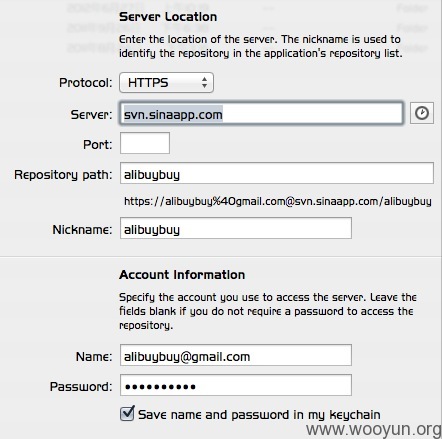 Server Location
Enter the location of the server. The nickname is used to
identify the repository in the application's repository list.
Protocol: HTTPS
Server: svn.sinaapp.com
Port:
Repository path: alibuybuy
https://alibuybuy%40gmail.com@svn.sinaapp.com/alibuybuy
Nickname: alibuybuy
Account Information
Specify the account you use to access the server. Leave the
fields blank if you do not require a password to access the
repository.
Name: alibuybuy@gmail.com
Password: ••••••••••
Save name and password in my keychain
www.wooyun.org